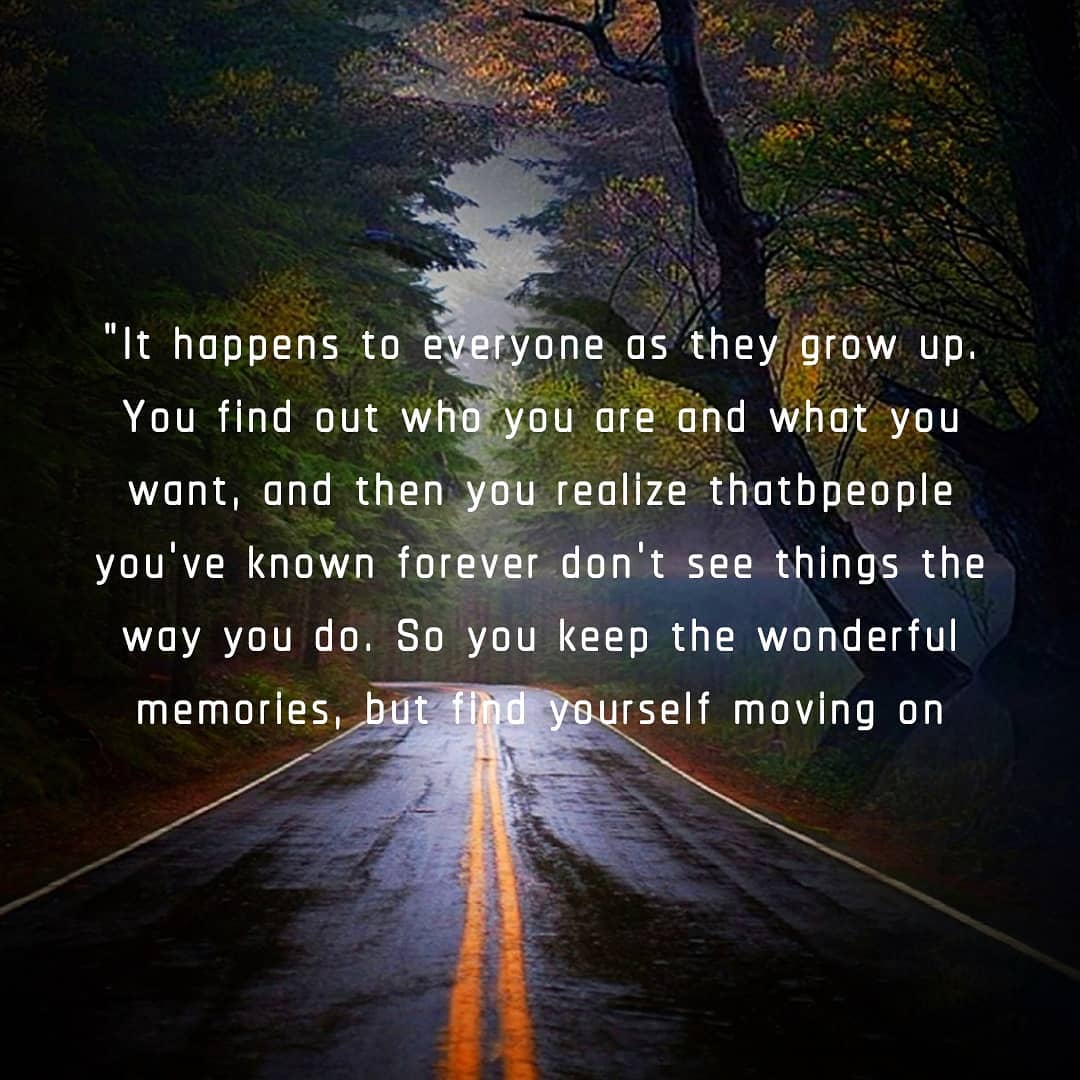 "It happens to everyone as they grow up.
You find out who you are and what you
want, and then you realize thatbpeople
you've known forever don't see things the
way you do. So you keep the wonderful
memories, but find yourself moving on